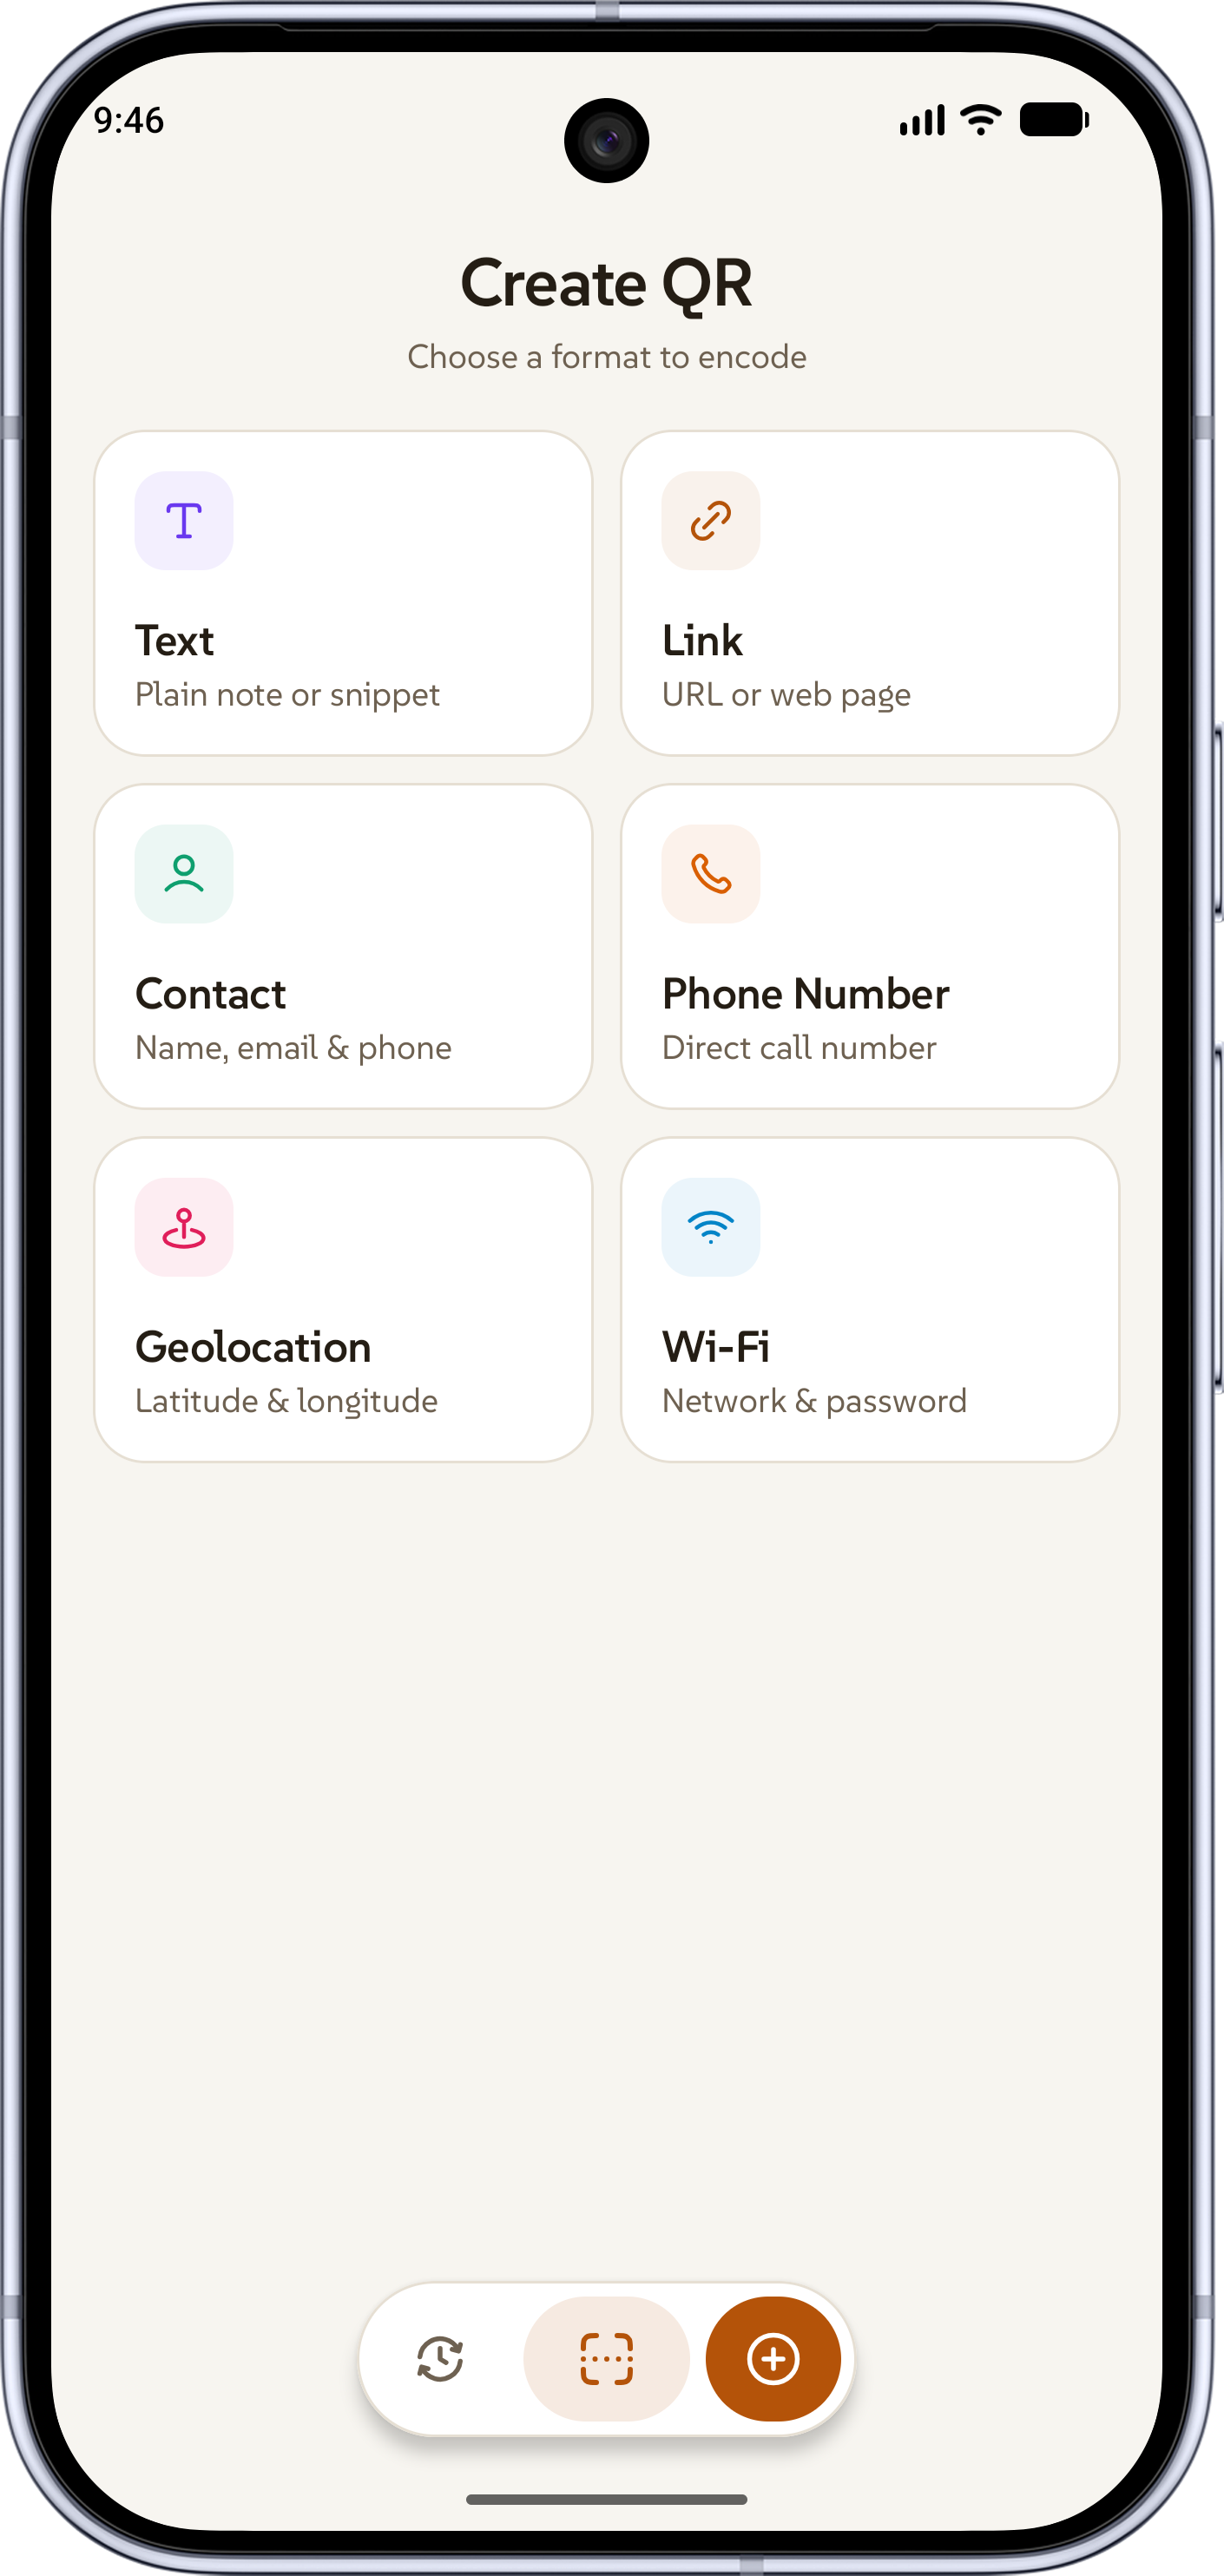 9:46
Create QR
Choose a format to encode
Text
Plain note or snippet
Link
URL or web page
Contact
Name, email & phone
Phone Number
Direct call number
Geolocation
Latitude & longitude
Wi-Fi
Network & password